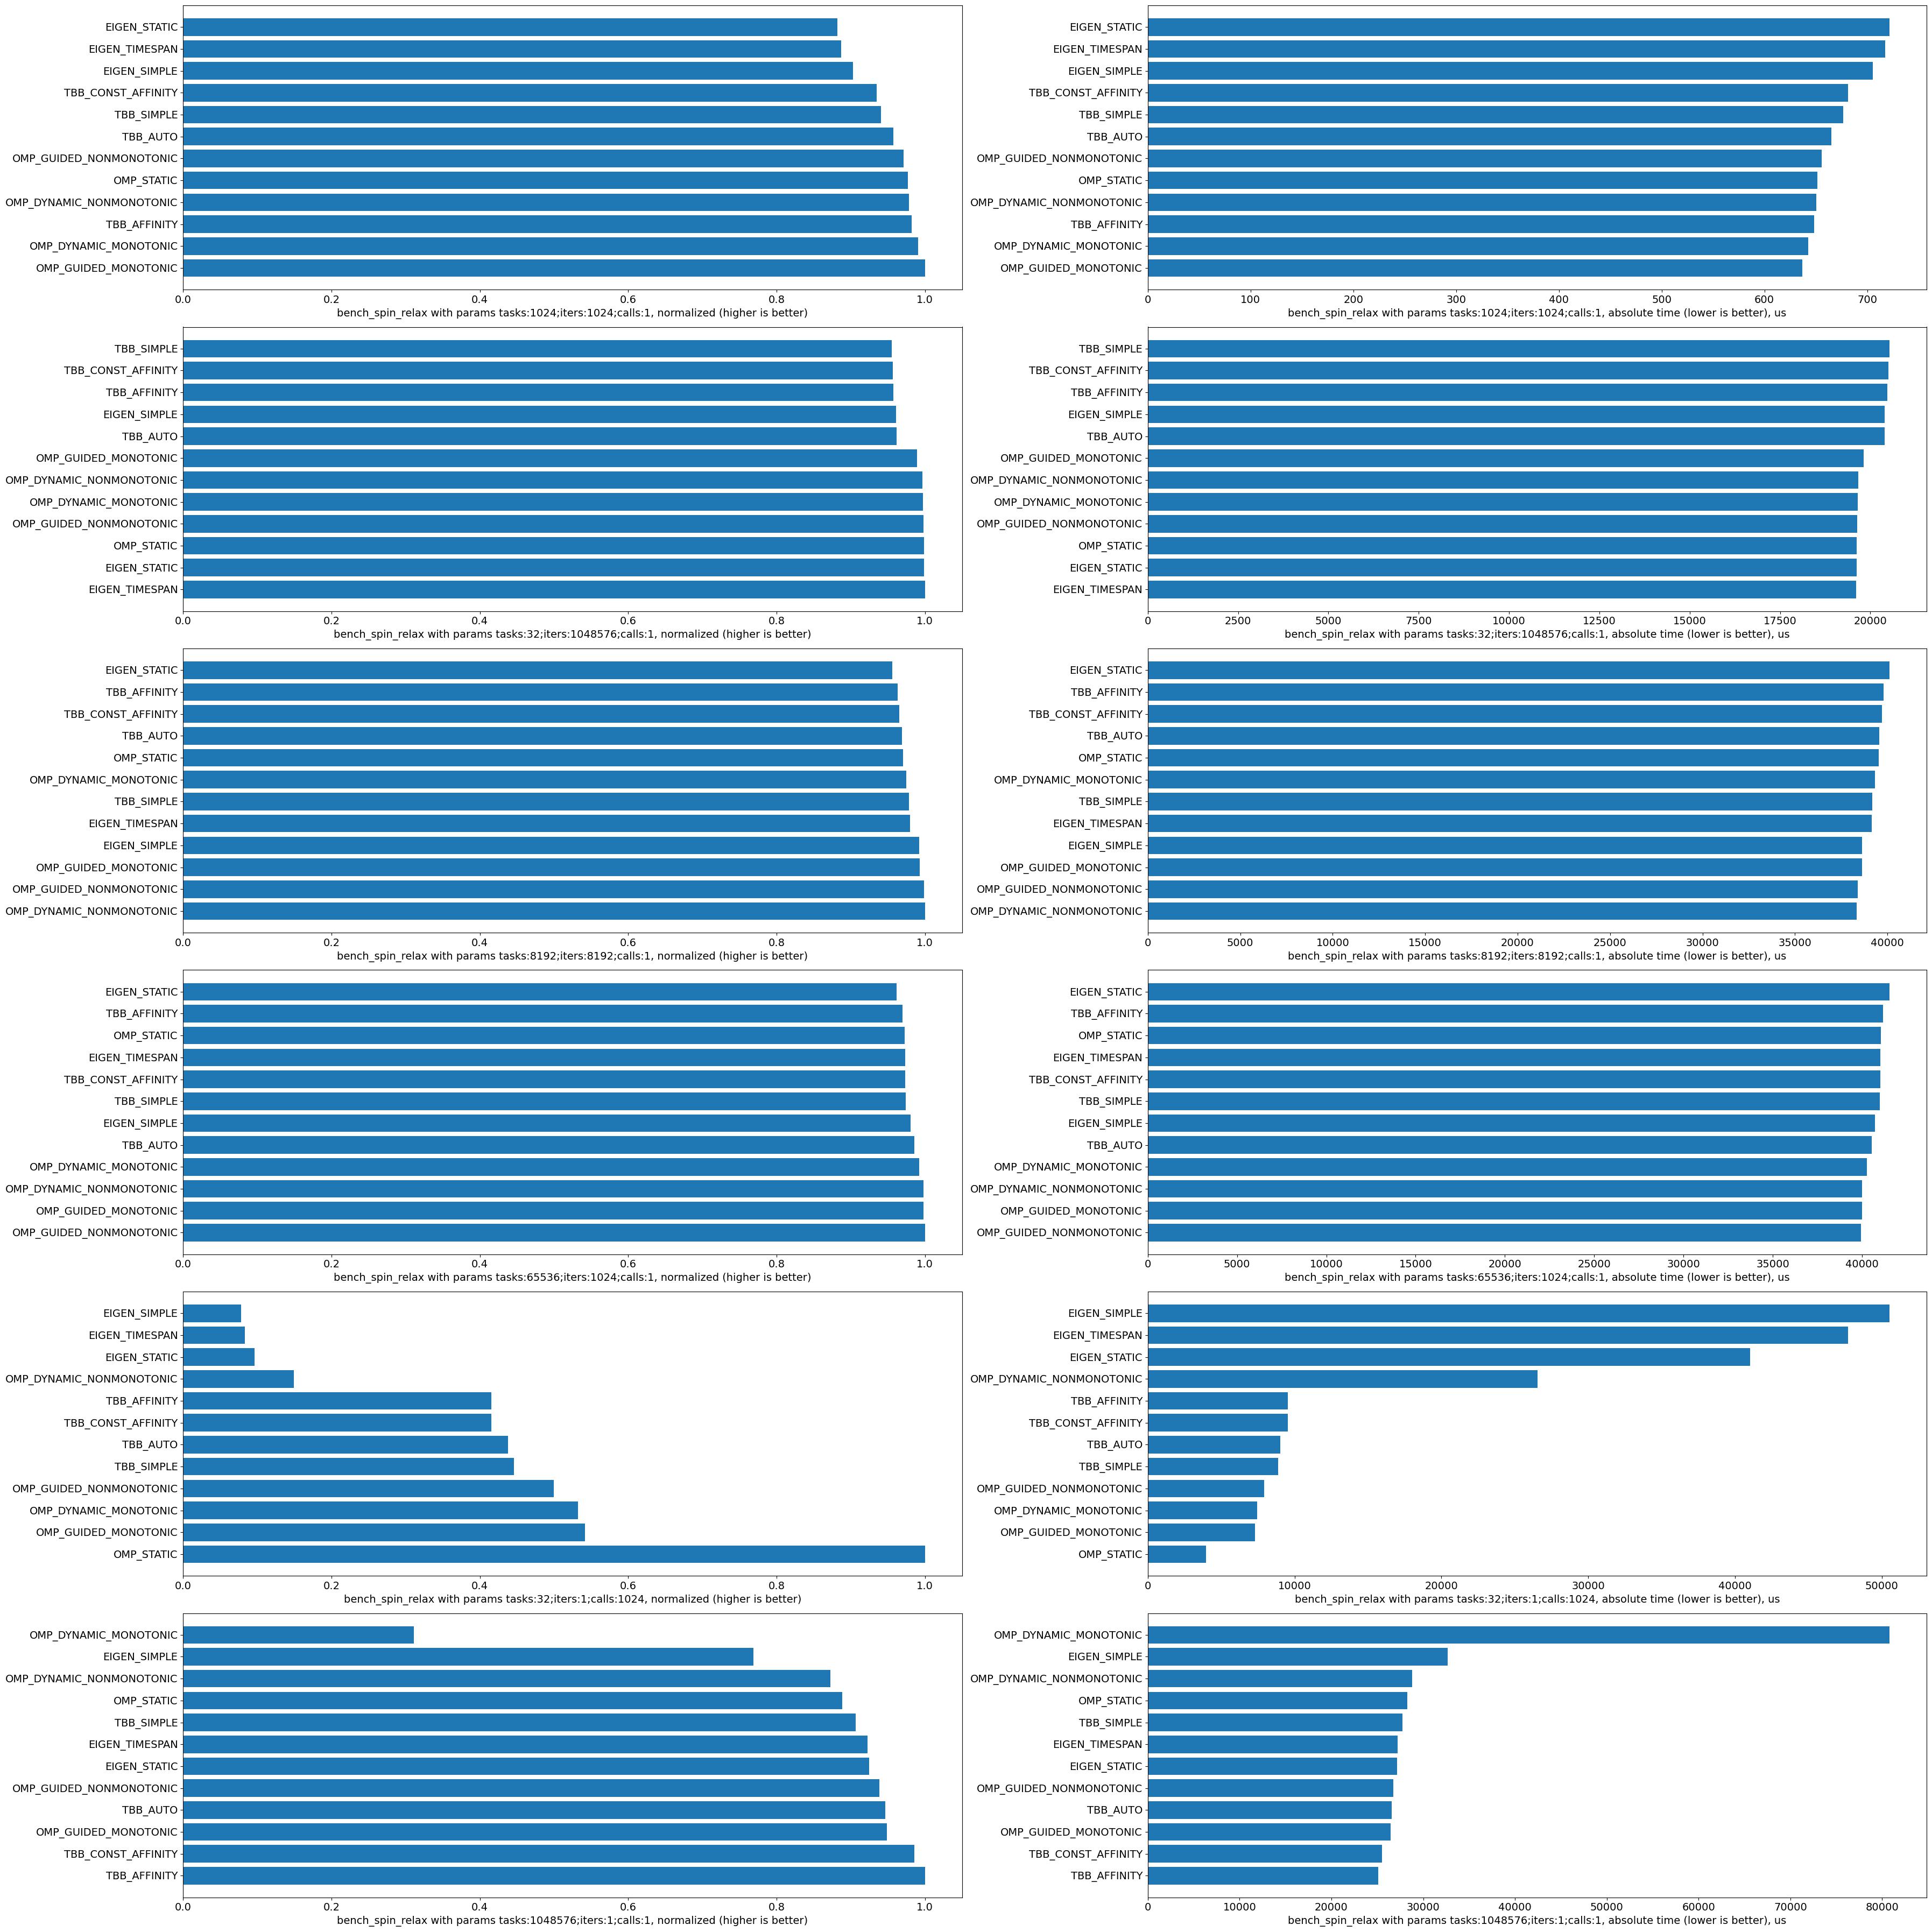 EIGEN_STATIC
EIGEN_TIMESPAN
EIGEN_SIMPLE
TBB_CONST_AFFINITY
TBB_SIMPLE
TBB_AUTO
OMP_GUIDED_NONMONOTONIC
OMP_STATIC
OMP_DYNAMIC_NONMONOTONIC
TBB_AFFINITY
OMP_DYNAMIC_MONOTONIC
OMP_GUIDED_MONOTONIC
0.0 0.2 0.4 0.6 0.8 1.0
bench_spin_relax with params tasks:1024;iters:1024;calls:1, normalized (higher is better)
EIGEN_STATIC
EIGEN_TIMESPAN
EIGEN_SIMPLE
TBB_CONST_AFFINITY
TBB_SIMPLE
TBB_AUTO
OMP_GUIDED_NONMONOTONIC
OMP_STATIC
OMP_DYNAMIC_NONMONOTONIC
TBB_AFFINITY
OMP_DYNAMIC_MONOTONIC
OMP_GUIDED_MONOTONIC
0 100 200 300 400 500 600 700
bench_spin_relax with params tasks:1024;iters:1024;calls:1, absolute time (lower is better), us
TBB_SIMPLE
TBB_CONST_AFFINITY
TBB_AFFINITY
EIGEN_SIMPLE
TBB_AUTO
OMP_GUIDED_MONOTONIC
OMP_DYNAMIC_NONMONOTONIC
OMP_DYNAMIC_MONOTONIC
OMP_GUIDED_NONMONOTONIC
OMP_STATIC
EIGEN_STATIC
EIGEN_TIMESPAN
0.0 0.2 0.4 0.6 0.8 1.0
bench_spin_relax with params tasks:32;iters:1048576;calls:1, normalized (higher is better)
TBB_SIMPLE
TBB_CONST_AFFINITY
TBB_AFFINITY
EIGEN_SIMPLE
TBB_AUTO
OMP_GUIDED_MONOTONIC
OMP_DYNAMIC_NONMONOTONIC
OMP_DYNAMIC_MONOTONIC
OMP_GUIDED_NONMONOTONIC
OMP_STATIC
EIGEN_STATIC
EIGEN_TIMESPAN
0 2500 5000 7500 10000 12500 15000 17500 20000
bench_spin_relax with params tasks:32;iters:1048576;calls:1, absolute time (lower is better), us
EIGEN_STATIC
TBB_AFFINITY
TBB_CONST_AFFINITY
TBB_AUTO
OMP_STATIC
OMP_DYNAMIC_MONOTONIC
TBB_SIMPLE
EIGEN_TIMESPAN
EIGEN_SIMPLE
OMP_GUIDED_MONOTONIC
OMP_GUIDED_NONMONOTONIC
OMP_DYNAMIC_NONMONOTONIC
0.0 0.2 0.4 0.6 0.8 1.0
bench_spin_relax with params tasks:8192;iters:8192;calls:1, normalized (higher is better)
EIGEN_STATIC
TBB_AFFINITY
TBB_CONST_AFFINITY
TBB_AUTO
OMP_STATIC
OMP_DYNAMIC_MONOTONIC
TBB_SIMPLE
EIGEN_TIMESPAN
EIGEN_SIMPLE
OMP_GUIDED_MONOTONIC
OMP_GUIDED_NONMONOTONIC
OMP_DYNAMIC_NONMONOTONIC
0 5000 10000 15000 20000 25000 30000 35000 40000
bench_spin_relax with params tasks:8192;iters:8192;calls:1, absolute time (lower is better), us
EIGEN_STATIC
TBB_AFFINITY
OMP_STATIC
EIGEN_TIMESPAN
TBB_CONST_AFFINITY
TBB_SIMPLE
EIGEN_SIMPLE
TBB_AUTO
OMP_DYNAMIC_MONOTONIC
OMP_DYNAMIC_NONMONOTONIC
OMP_GUIDED_MONOTONIC
OMP_GUIDED_NONMONOTONIC
0.0 0.2 0.4 0.6 0.8 1.0
bench_spin_relax with params tasks:65536;iters:1024;calls:1, normalized (higher is better)
EIGEN_STATIC
TBB_AFFINITY
OMP_STATIC
EIGEN_TIMESPAN
TBB_CONST_AFFINITY
TBB_SIMPLE
EIGEN_SIMPLE
TBB_AUTO
OMP_DYNAMIC_MONOTONIC
OMP_DYNAMIC_NONMONOTONIC
OMP_GUIDED_MONOTONIC
OMP_GUIDED_NONMONOTONIC
0 5000 10000 15000 20000 25000 30000 35000 40000
bench_spin_relax with params tasks:65536;iters:1024;calls:1, absolute time (lower is better), us
EIGEN_SIMPLE
EIGEN_TIMESPAN
EIGEN_STATIC
OMP_DYNAMIC_NONMONOTONIC
TBB_AFFINITY
TBB_CONST_AFFINITY
TBB_AUTO
TBB_SIMPLE
OMP_GUIDED_NONMONOTONIC
OMP_DYNAMIC_MONOTONIC
OMP_GUIDED_MONOTONIC
OMP_STATIC
0.0 0.2 0.4 0.6 0.8 1.0
bench_spin_relax with params tasks:32;iters:1;calls:1024, normalized (higher is better)
EIGEN_SIMPLE
EIGEN_TIMESPAN
EIGEN_STATIC
OMP_DYNAMIC_NONMONOTONIC
TBB_AFFINITY
TBB_CONST_AFFINITY
TBB_AUTO
TBB_SIMPLE
OMP_GUIDED_NONMONOTONIC
OMP_DYNAMIC_MONOTONIC
OMP_GUIDED_MONOTONIC
OMP_STATIC
0 10000 20000 30000 40000 50000
bench_spin_relax with params tasks:32;iters:1;calls:1024, absolute time (lower is better), us
OMP_DYNAMIC_MONOTONIC
EIGEN_SIMPLE
OMP_DYNAMIC_NONMONOTONIC
OMP_STATIC
TBB_SIMPLE
EIGEN_TIMESPAN
EIGEN_STATIC
OMP_GUIDED_NONMONOTONIC
TBB_AUTO
OMP_GUIDED_MONOTONIC
TBB_CONST_AFFINITY
TBB_AFFINITY
0.0 0.2 0.4 0.6 0.8 1.0
bench_spin_relax with params tasks:1048576;iters:1;calls:1, normalized (higher is better)
OMP_DYNAMIC_MONOTONIC
EIGEN_SIMPLE
OMP_DYNAMIC_NONMONOTONIC
OMP_STATIC
TBB_SIMPLE
EIGEN_TIMESPAN
EIGEN_STATIC
OMP_GUIDED_NONMONOTONIC
TBB_AUTO
OMP_GUIDED_MONOTONIC
TBB_CONST_AFFINITY
TBB_AFFINITY
0 10000 20000 30000 40000 50000 60000 70000 80000
bench_spin_relax with params tasks:1048576;iters:1;calls:1, absolute time (lower is better), us